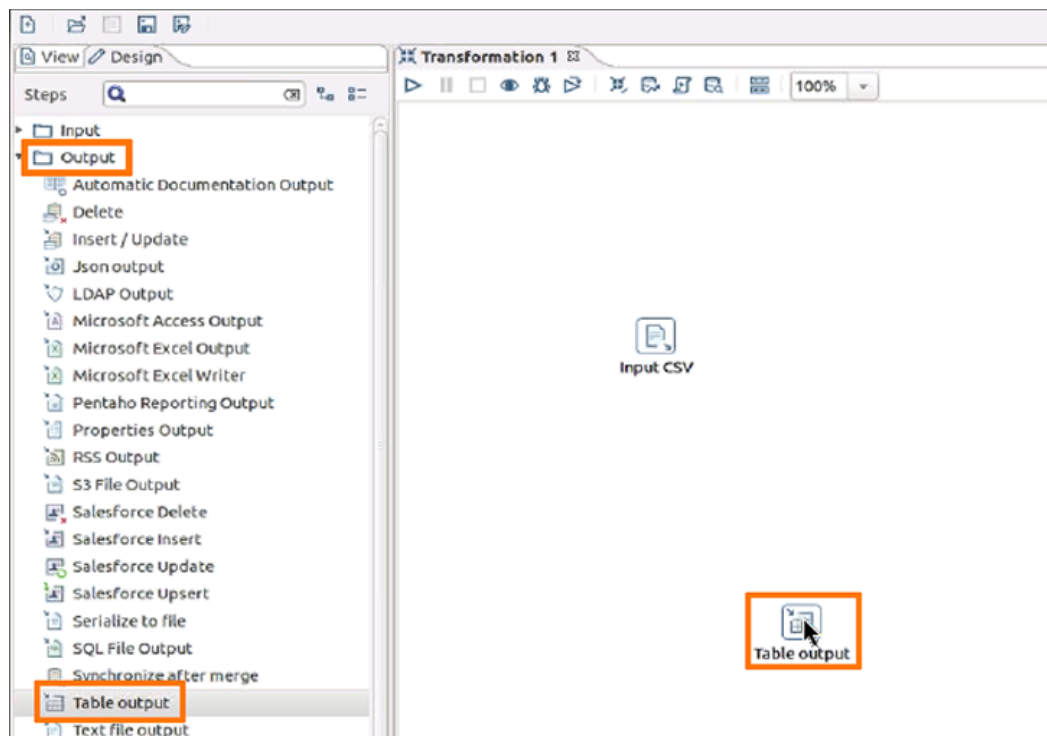 View
Design
Transformation 1
Steps
100%
Input
Output
Automatic Documentation Output
Delete
Insert / Update
Json output
LDAP Output
Microsoft Access Output
Microsoft Excel Output
Microsoft Excel Writer
Pentaho Reporting Output
Properties Output
RSS Output
S3 File Output
Salesforce Delete
Salesforce Insert
Salesforce Update
Salesforce Upsert
Serialize to file
SQL File Output
Synchronize after merge
Table output
Text file output
Input CSV
Table output